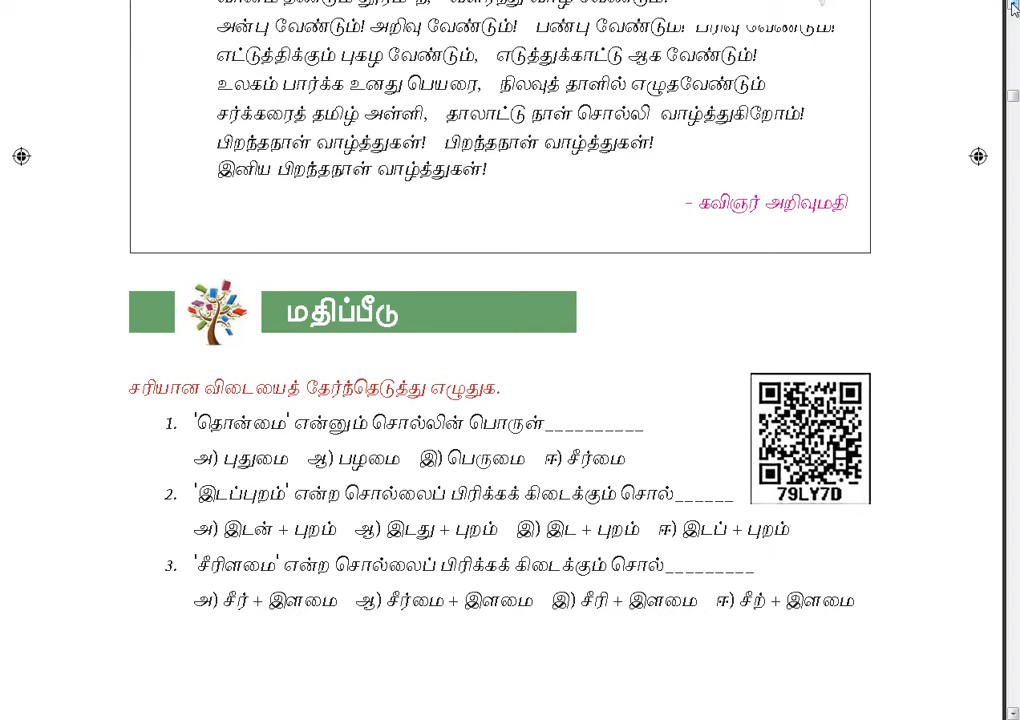 அன்பு வேண்டும்! அறிவு வேண்டும்! பண்பு வேண்டும்! பரிவு வேண்டும்!
எட்டுத்திக்கும் புகழ வேண்டும், எடுத்துக்காட்டு ஆக வேண்டும்!
உலகம் பார்க்க உனது பெயரை, நிலவுத் தாளில் எழுதவேண்டும்
சர்க்கரைத் தமிழ் அள்ளி, தாலாட்டு நாள் சொல்லி வாழ்த்துகிறோம்!
பிறந்தநாள் வாழ்த்துகள்! பிறந்தநாள் வாழ்த்துகள்!
இனிய பிறந்தநாள் வாழ்த்துகள்!
- கவிஞர் அறிவுமதி
மதிப்பீடு
சரியான விடையைத் தேர்ந்தெடுத்து எழுதுக.
1. 'தொன்மை' என்னும் சொல்லின் பொருள்__________
அ) புதுமை ஆ) பழமை இ) பெருமை ஈ) சீர்மை
2. 'இடப்புறம்' என்ற சொல்லைப் பிரிக்கக் கிடைக்கும் சொல்______
அ) இடன் + புறம் ஆ) இடது + புறம் இ) இட + புறம் ஈ) இடப் + புறம்
3. 'சீரிளமை' என்ற சொல்லைப் பிரிக்கக் கிடைக்கும் சொல்_________
அ) சீர் + இளமை ஆ) சீர்மை + இளமை இ) சீரி + இளமை ஈ) சீற் + இளமை
79LY7D